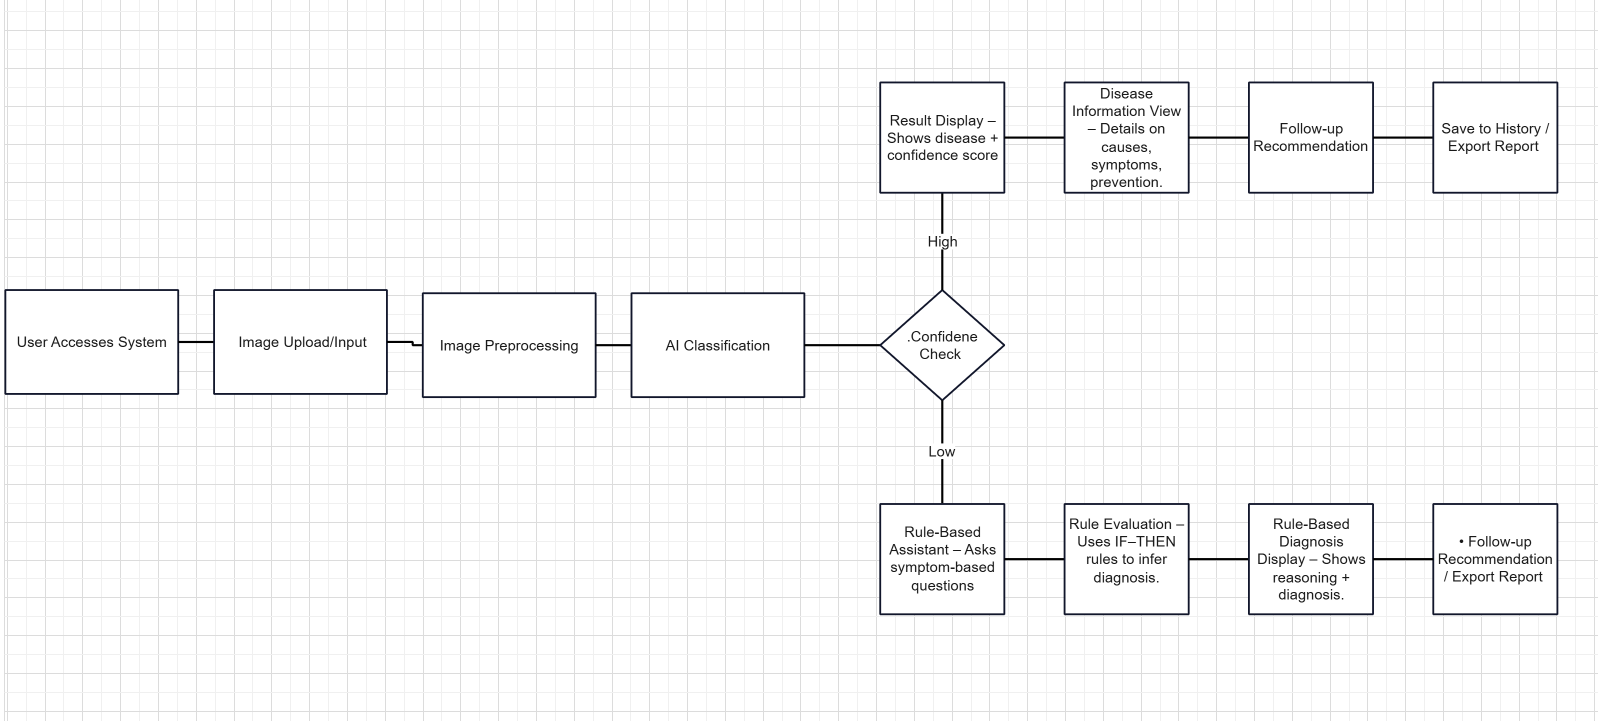 User Accesses System
Image Upload/Input
Image Preprocessing
AI Classification
.Confidene
Check
High
Result Display –
Shows disease +
confidence score
Disease
Information View
– Details on
causes,
symptoms,
prevention.
Follow-up
Recommendation
Save to History /
Export Report
Low
Rule-Based
Assistant – Asks
symptom-based
questions
Rule Evaluation –
Uses IF–THEN
rules to infer
diagnosis.
Rule-Based
Diagnosis
Display – Shows
reasoning +
diagnosis.
• Follow-up
Recommendation
/ Export Report